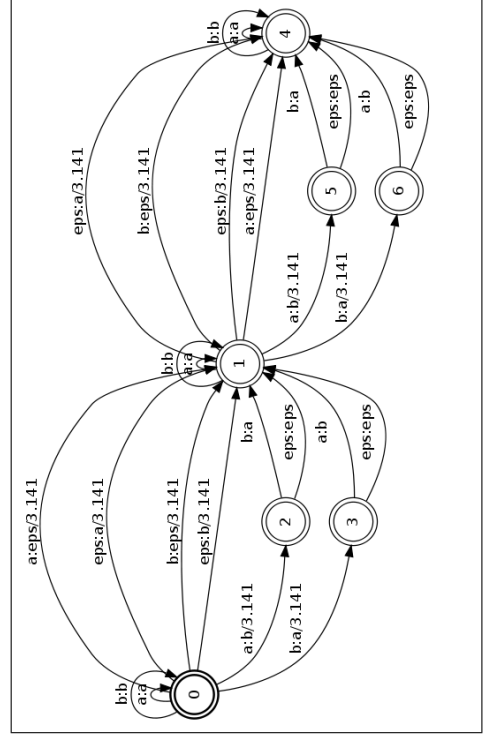 b:b
a:a
4
eps:a/3.141
b:eps/3.141
eps:b/3.141
a:eps/3.141
b:a
eps:eps
a:b
eps:eps
5
6
a:b/3.141
b:a/3.141
b:b
a:a
1
a:eps/3.141
eps:a/3.141
b:eps/3.141
eps:b/3.141
b:a
eps:eps
a:b
eps:eps
2
3
a:b/3.141
b:a/3.141
b:b
a:a
0